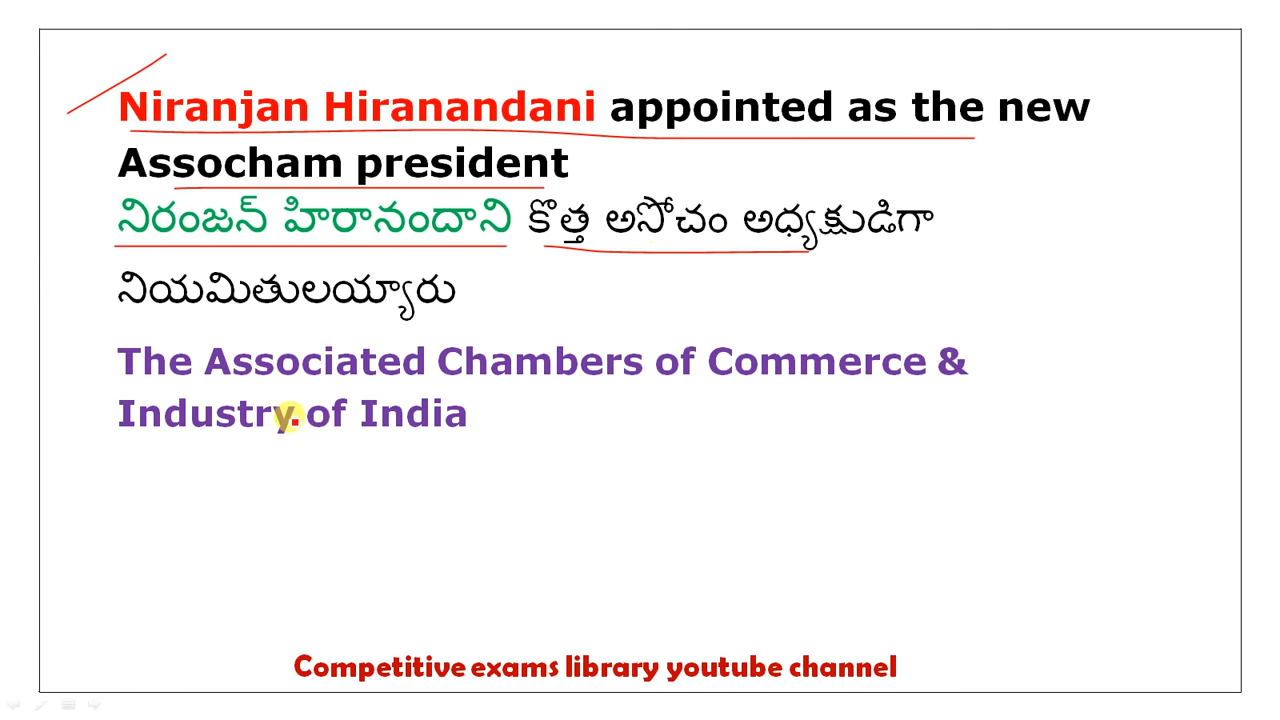 Niranjan Hiranandani appointed as the new
Assocham president
నిరంజన్ హిరానందాని కొత్త అసోచం అధ్యక్షుడిగా
నియమితులయ్యారు
The Associated Chambers of Commerce &
Industry of India
Competitive exams library youtube channel